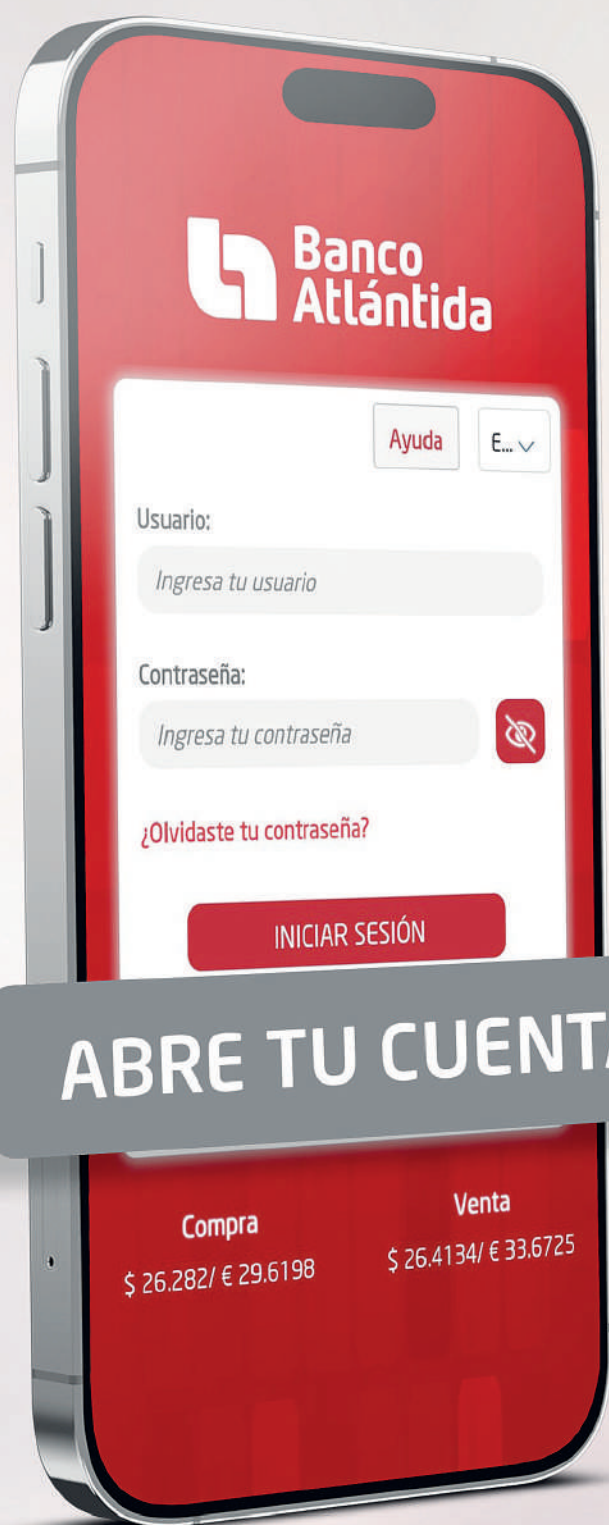 Banco
Atlántida
Ayuda
E...
Usuario:
Ingresa tu usuario
Contraseña:
Ingresa tu contraseña
¿Olvidaste tu contraseña?
INICIAR SESIÓN
ABRE TU CUENTA
Compra
Venta
$ 26.282/ € 29.6198
$ 26.4134/ € 33.6725